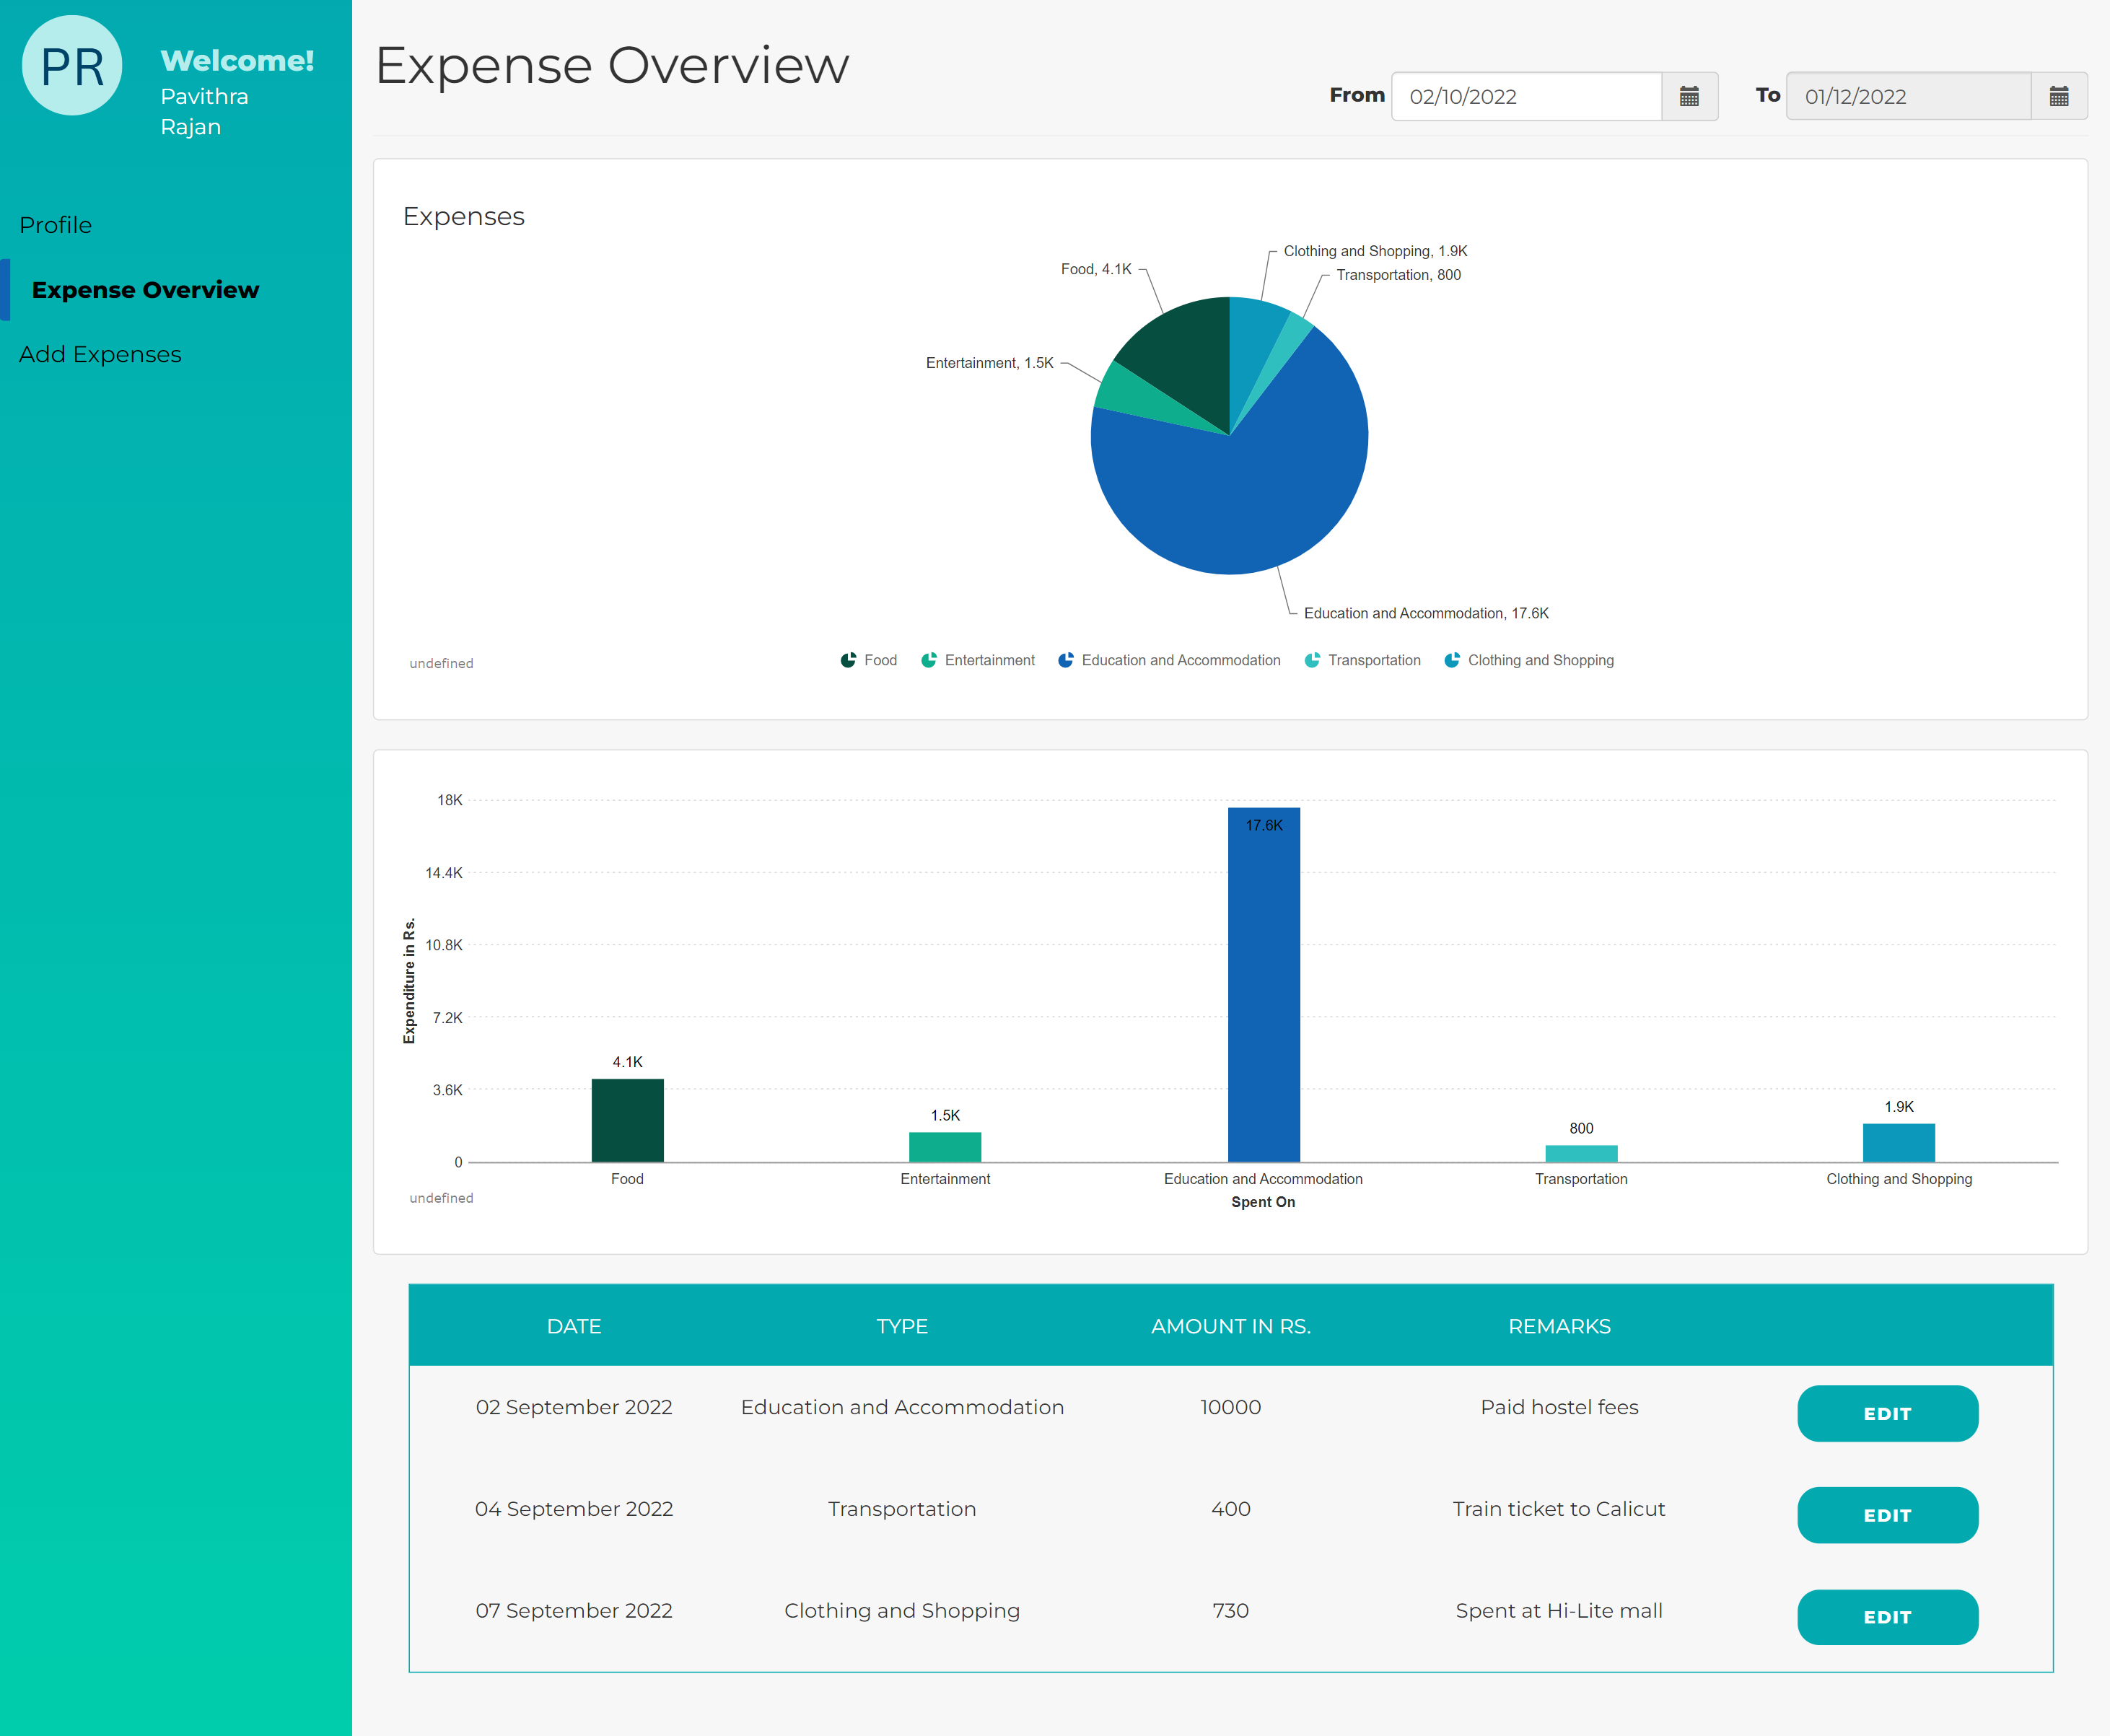 PR
Welcome!
Pavithra
Rajan
Profile
Expense Overview
Add Expenses
Expense Overview
From 02/10/2022 To 01/12/2022
Expenses
Clothing and Shopping, 1.9K
Food, 4.1K
Transportation, 800
Entertainment, 1.5K
Education and Accommodation, 17.6K
undefined
Food Entertainment Education and Accommodation Transportation Clothing and Shopping
18K
17.6K
14.4K
10.8K
Expenditure in Rs.
7.2K
4.1K
3.6K
1.5K
800
1.9K
0
Food Entertainment Education and Accommodation Transportation Clothing and Shopping
undefined
Spent On
DATE TYPE AMOUNT IN RS. REMARKS
02 September 2022 Education and Accommodation 10000 Paid hostel fees EDIT
04 September 2022 Transportation 400 Train ticket to Calicut EDIT
07 September 2022 Clothing and Shopping 730 Spent at Hi-Lite mall EDIT